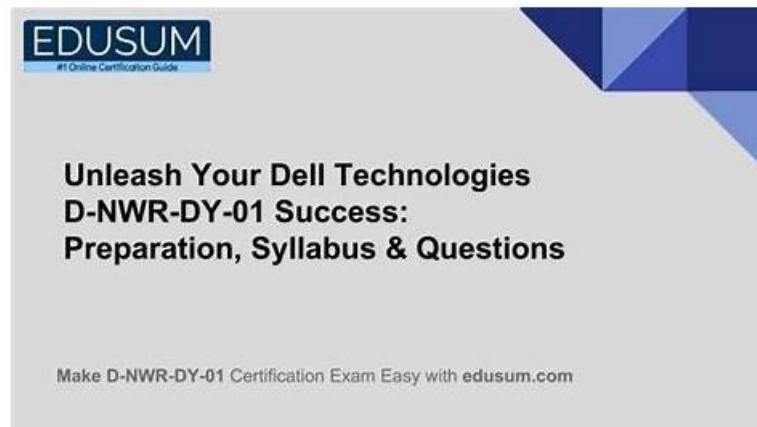 EDUSUM
#1 Online Certification Guide
Unleash Your Dell Technologies
D-NWR-DY-01 Success:
Preparation, Syllabus & Questions
Make D-NWR-DY-01 Certification Exam Easy with edusum.com